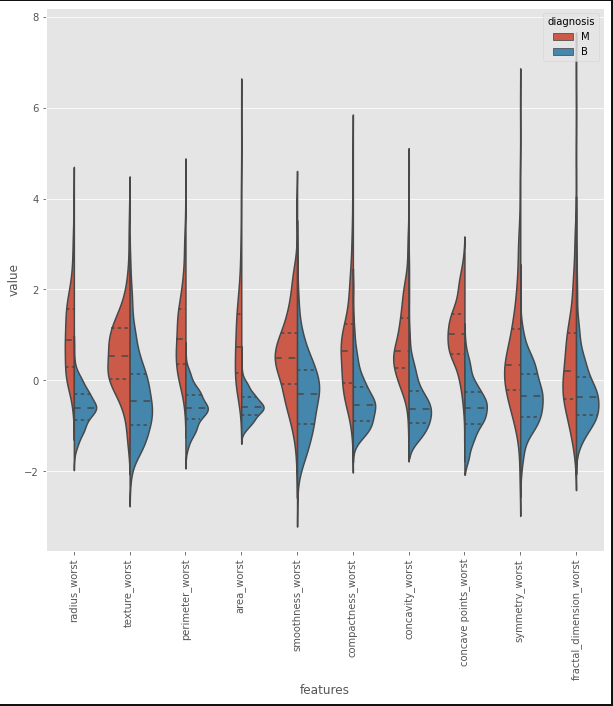 8
6
4
2
0
−2
value
diagnosis
M
B
radius_worst
texture_worst
perimeter_worst
area_worst
smoothness_worst
compactness_worst
concavity_worst
concave points_worst
symmetry_worst
fractal_dimension_worst
features